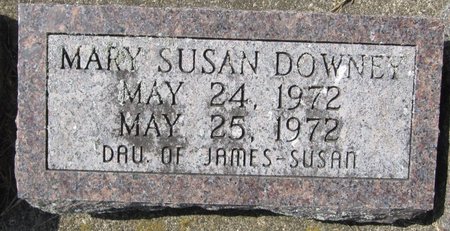 MARY SUSAN DOWNEY
MAY 24, 1972
MAY 25, 1972
DAU. OF JAMES-SUSAN